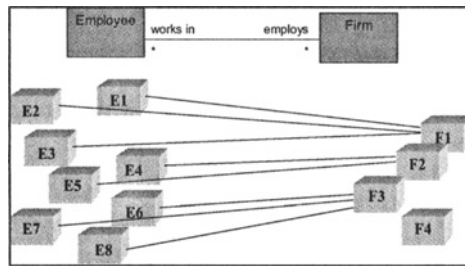 Employee
works in
employs
Firm
*
*
E1
E2
F1
E3
E4
F2
E5
E6
F3
E7
F4
E8